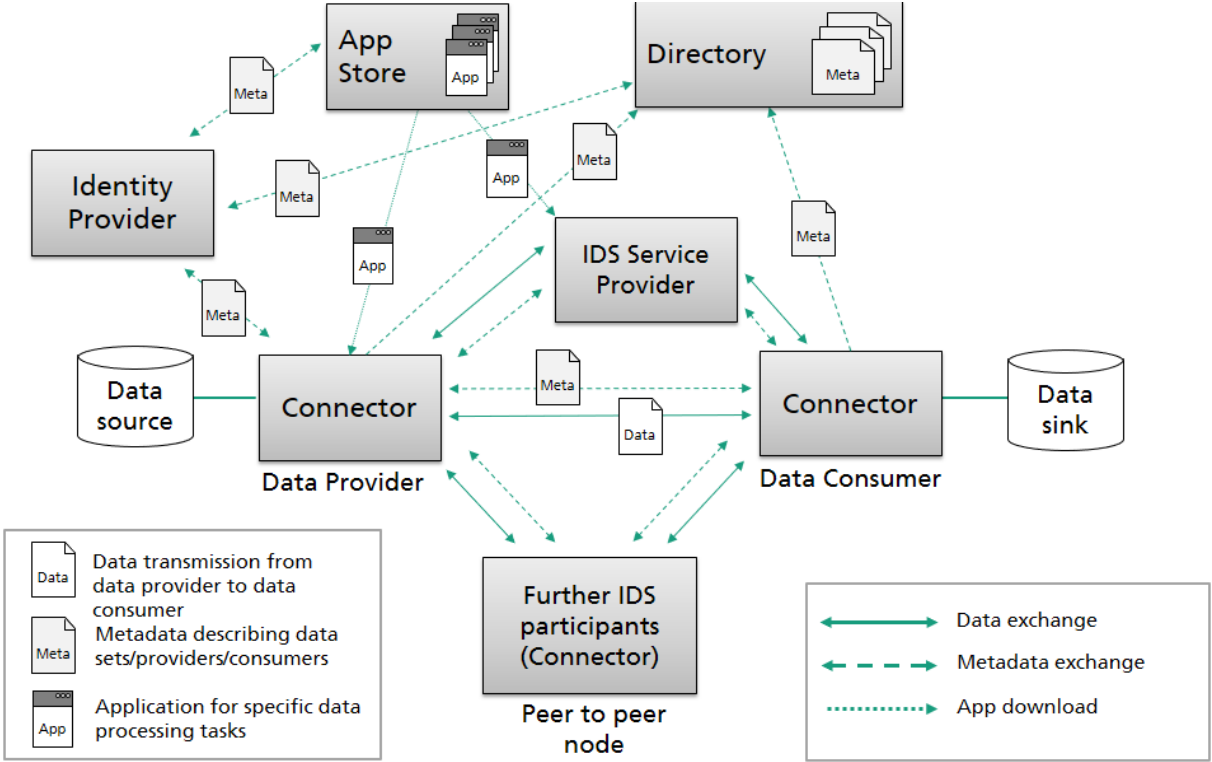 App
Store
App
Directory
Meta
Meta
Meta
App
Meta
Identity
Provider
Meta
App
IDS Service
Provider
Meta
Meta
Data
source
Connector
Meta
Data
Connector
Data
sink
Data Provider
Data Consumer
Further IDS
participants
(Connector)
Peer to peer
node
Data
Data transmission from
data provider to data
consumer
Meta
Metadata describing data
sets/providers/consumers
App
Application for specific data
processing tasks
Data exchange
Metadata exchange
App download